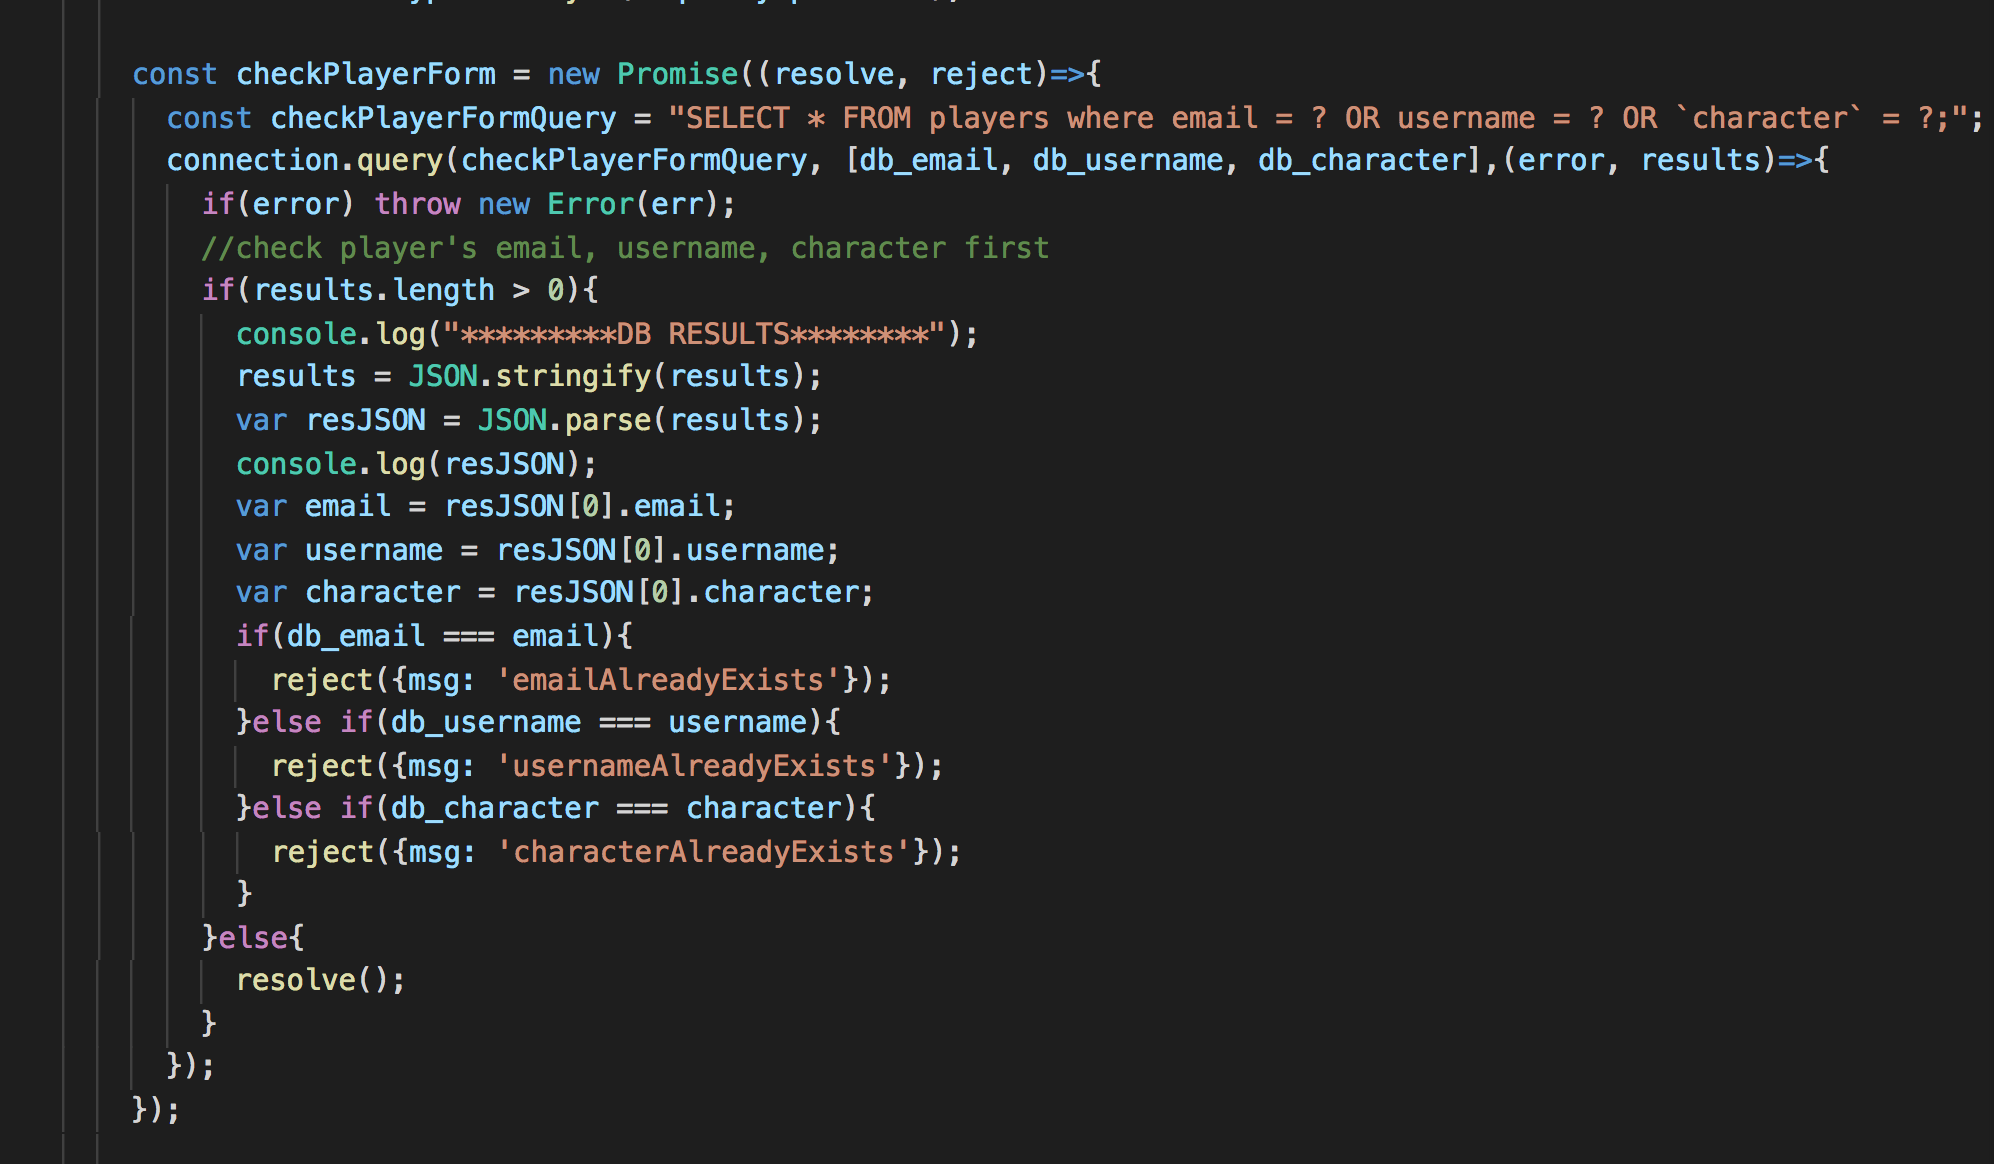 const checkPlayerForm = new Promise((resolve, reject)=>{
const checkPlayerFormQuery = "SELECT * FROM players where email = ? OR username = ? OR `character` = ?;";
connection.query(checkPlayerFormQuery, [db_email, db_username, db_character],(error, results)=>{
if(error) throw new Error(err);
//check player's email, username, character first
if(results.length > 0){
console.log("*********DB RESULTS********");
results = JSON.stringify(results);
var resJSON = JSON.parse(results);
console.log(resJSON);
var email = resJSON[0].email;
var username = resJSON[0].username;
var character = resJSON[0].character;
if(db_email === email){
reject({msg: 'emailAlreadyExists'});
}else if(db_username === username){
reject({msg: 'usernameAlreadyExists'});
}else if(db_character === character){
reject({msg: 'characterAlreadyExists'});
}
}else{
resolve();
}
});
});